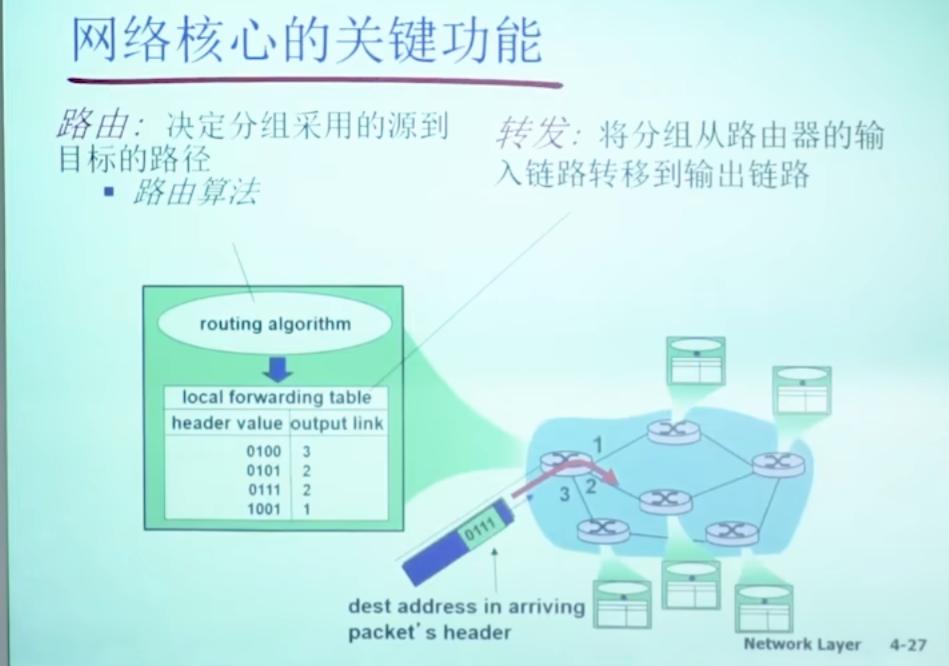 网络核心的关键功能
路由：决定分组采用的源到
目标的路径
▪ 路由算法
转发：将分组从路由器的输
入链路转移到输出链路
routing algorithm
local forwarding table
header value output link
0100 3
0101 2
0111 2
1001 1
1
2
3
0111
dest address in arriving
packet's header
Network Layer 4-27